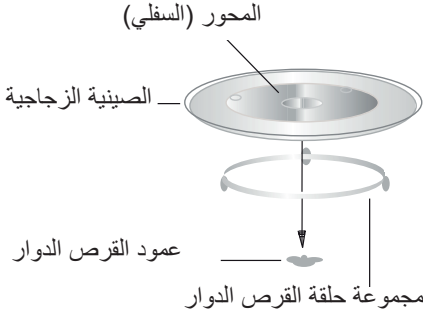 المحور (السفلي)
الصينية الزجاجية
عمود القرص الدوار
مجموعة حلقة القرص الدوار